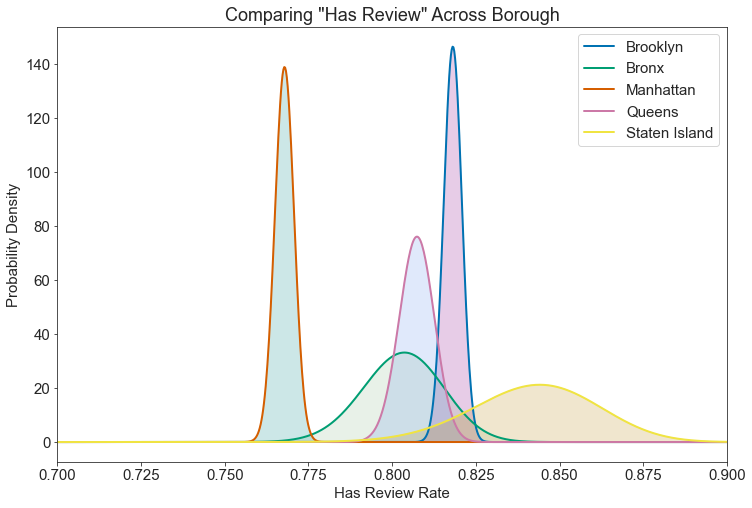 Comparing "Has Review" Across Borough
Brooklyn
Bronx
Manhattan
Queens
Staten Island
140
120
100
80
60
40
20
0
Probability Density
0.700 0.725 0.750 0.775 0.800 0.825 0.850 0.875 0.900
Has Review Rate